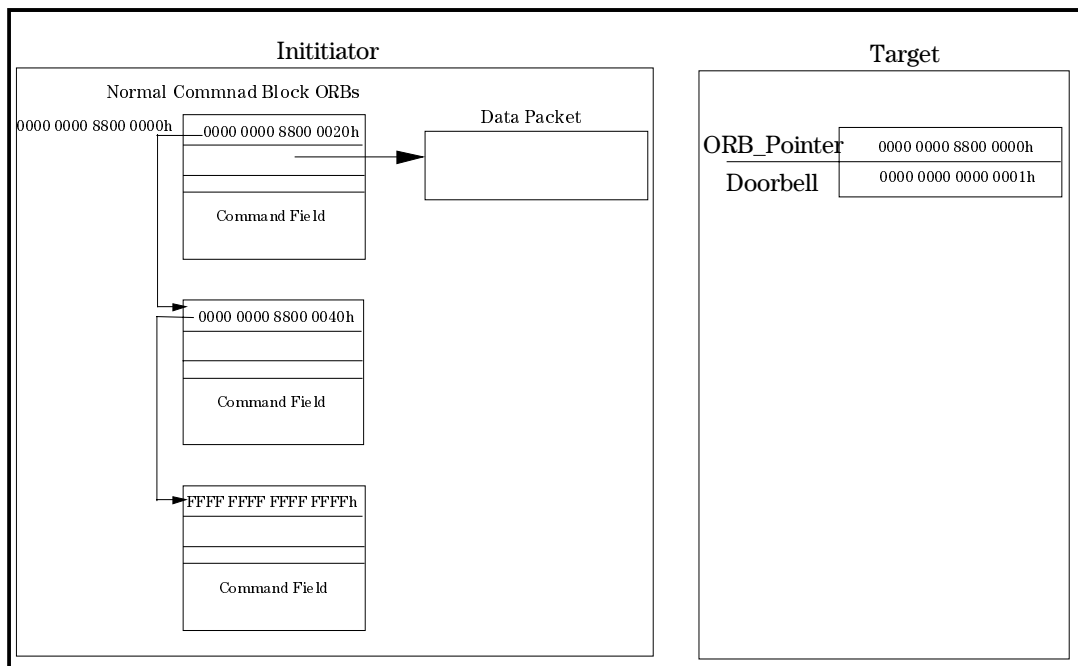 Inititiator
Normal Commnad Block ORBs
0000 0000 8800 0000h
0000 0000 8800 0020h
Command Field
Data Packet
0000 0000 8800 0040h
Command Field
FFFF FFFF FFFF FFFFh
Command Field
Target
ORB_Pointer 0000 0000 8800 0000h
Doorbell 0000 0000 0000 0001h